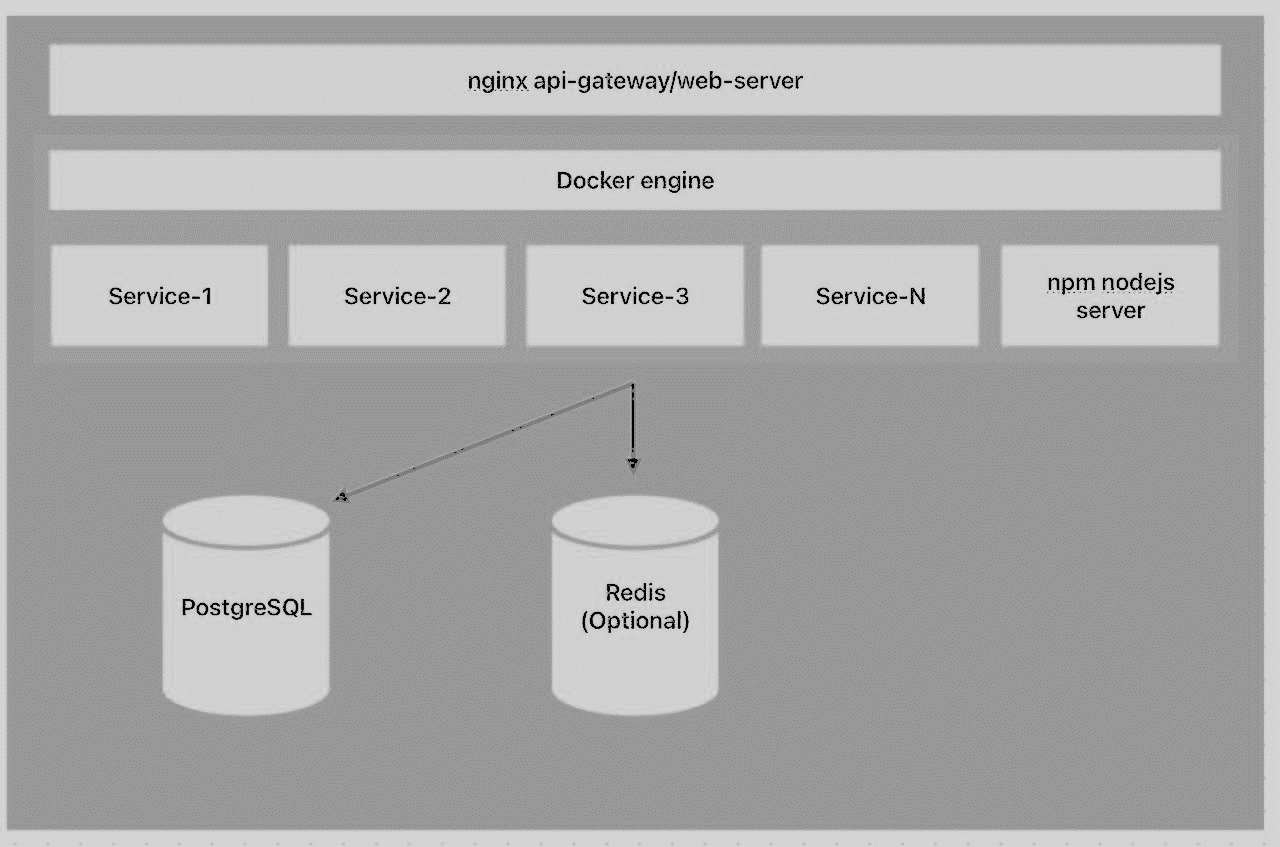 nginx api-gateway/web-server
Docker engine
Service-1
Service-2
Service-3
Service-N
npm nodejs
server
PostgreSQL
Redis
(Optional)